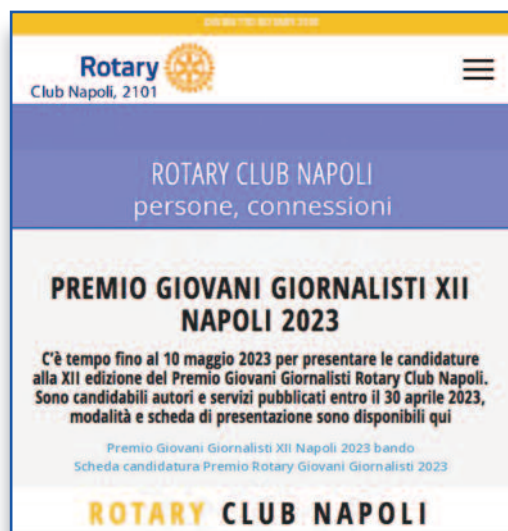 Rotary
Club Napoli, 2101
ROTARY CLUB NAPOLI
persone, connessioni
PREMIO GIOVANI GIORNALISTI XII
NAPOLI 2023
C'è tempo fino al 10 maggio 2023 per presentare le candidature
alla XII edizione del Premio Giovani Giornalisti Rotary Club Napoli.
Sono candidabili autori e servizi pubblicati entro il 30 aprile 2023,
modalità e scheda di presentazione sono disponibili qui
Premio Giovani Giornalisti XII Napoli 2023 bando
Scheda candidatura Premio Rotary Giovani Giornalisti 2023
ROTARY CLUB NAPOLI